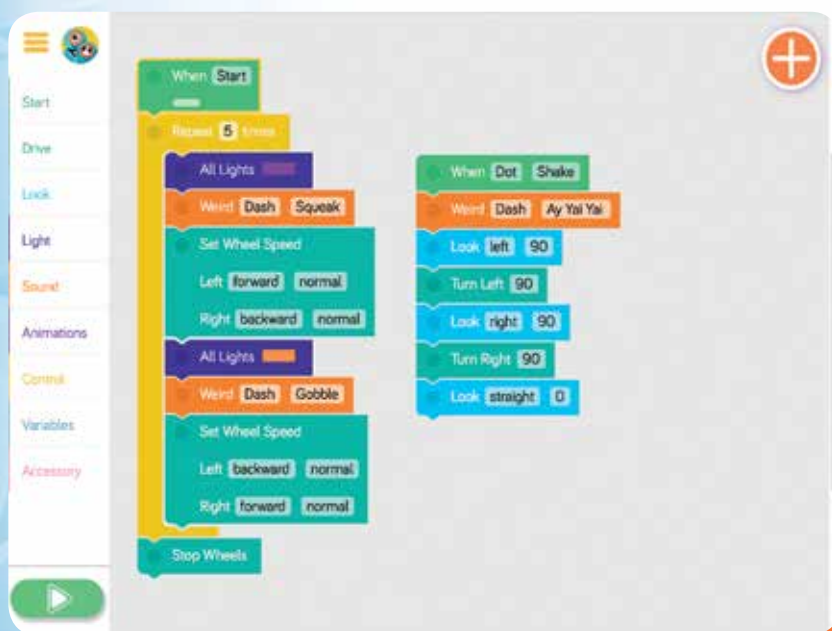 Start
Drive
Look
Light
Sound
Animations
Control
Variables
Accessory
When Start
Repeat 5 times
All Lights
Weird Dash Squeak
Set Wheel Speed
Left forward normal
Right backward normal
All Lights
Weird Dash Gobble
Set Wheel Speed
Left backward normal
Right forward normal
Stop Wheels
When Dot Shake
Weird Dash Ay Yai Yai
Look left 90
Turn Left 90
Look right 90
Turn Right 90
Look straight 0